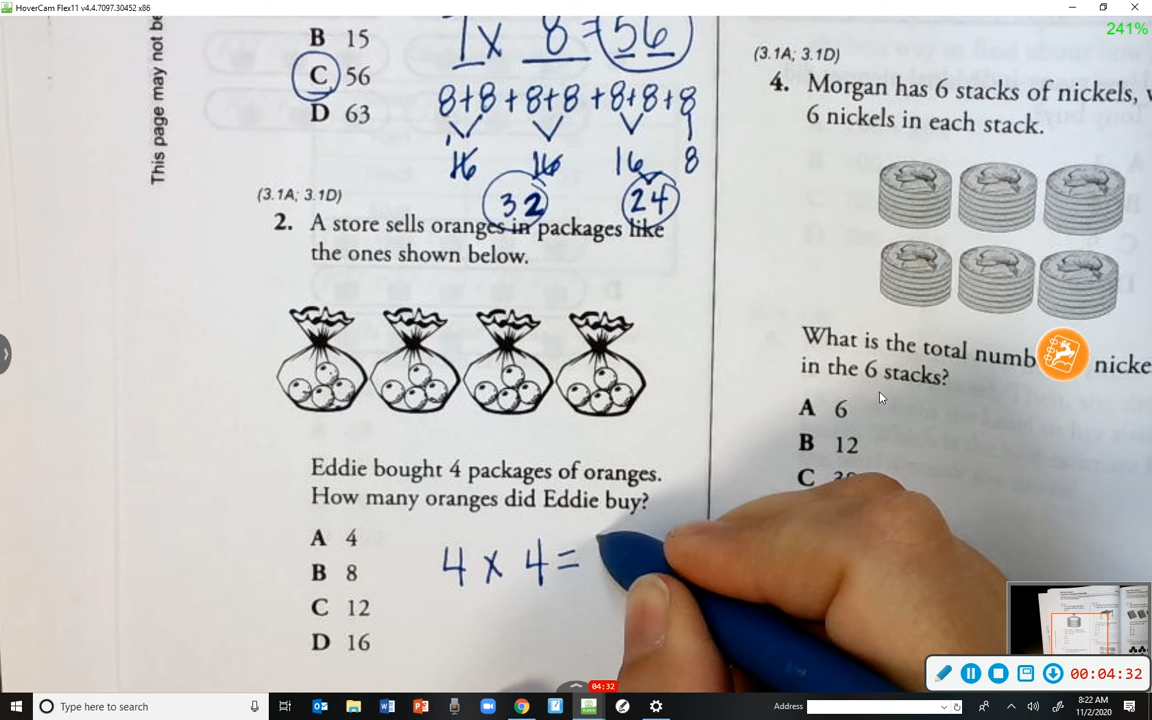 HoverCam Flex11 v4.4.7097.30452 x86
241%
This page may not be
B 15
C 56
D 63
7 x 8 = 56
8+8+8+8+8+8+8
16 16 16 8
32 24
(3.1A; 3.1D)
2. A store sells oranges in packages like
the ones shown below.
Eddie bought 4 packages of oranges.
How many oranges did Eddie buy?
A 4
B 8
C 12
D 16
4 x 4 =
(3.1A; 3.1D)
4. Morgan has 6 stacks of nickels,
6 nickels in each stack.
What is the total numb nicke
in the 6 stacks?
A 6
B 12
C
00:04:32
04:32
Type here to search
Address
8:22 AM
11/2/2020